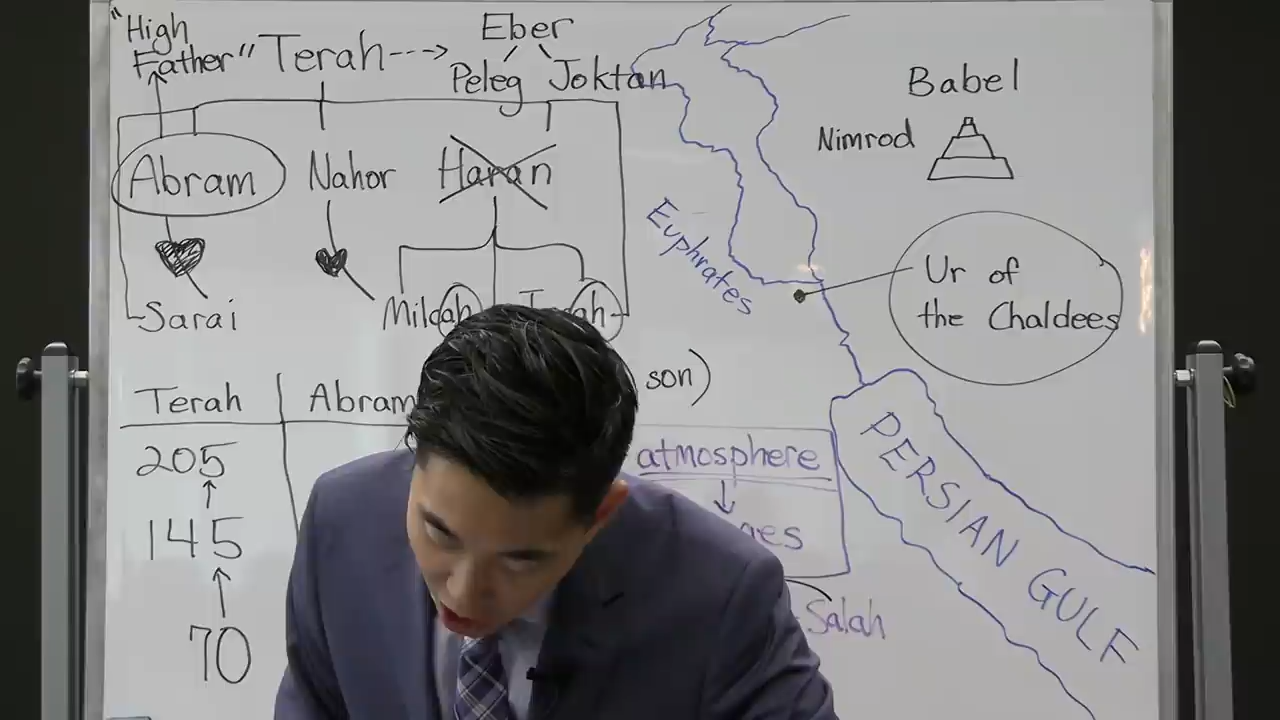 "High
Father"
Terah
Eber
Peleg Joktan
Abram Nahor Haran
Sarai
Milcah
Terah Abram
son)
205
145
70
atmosphere
Salah
Babel
Nimrod
Euphrates
Ur of
the Chaldees
PERSIAN GULF